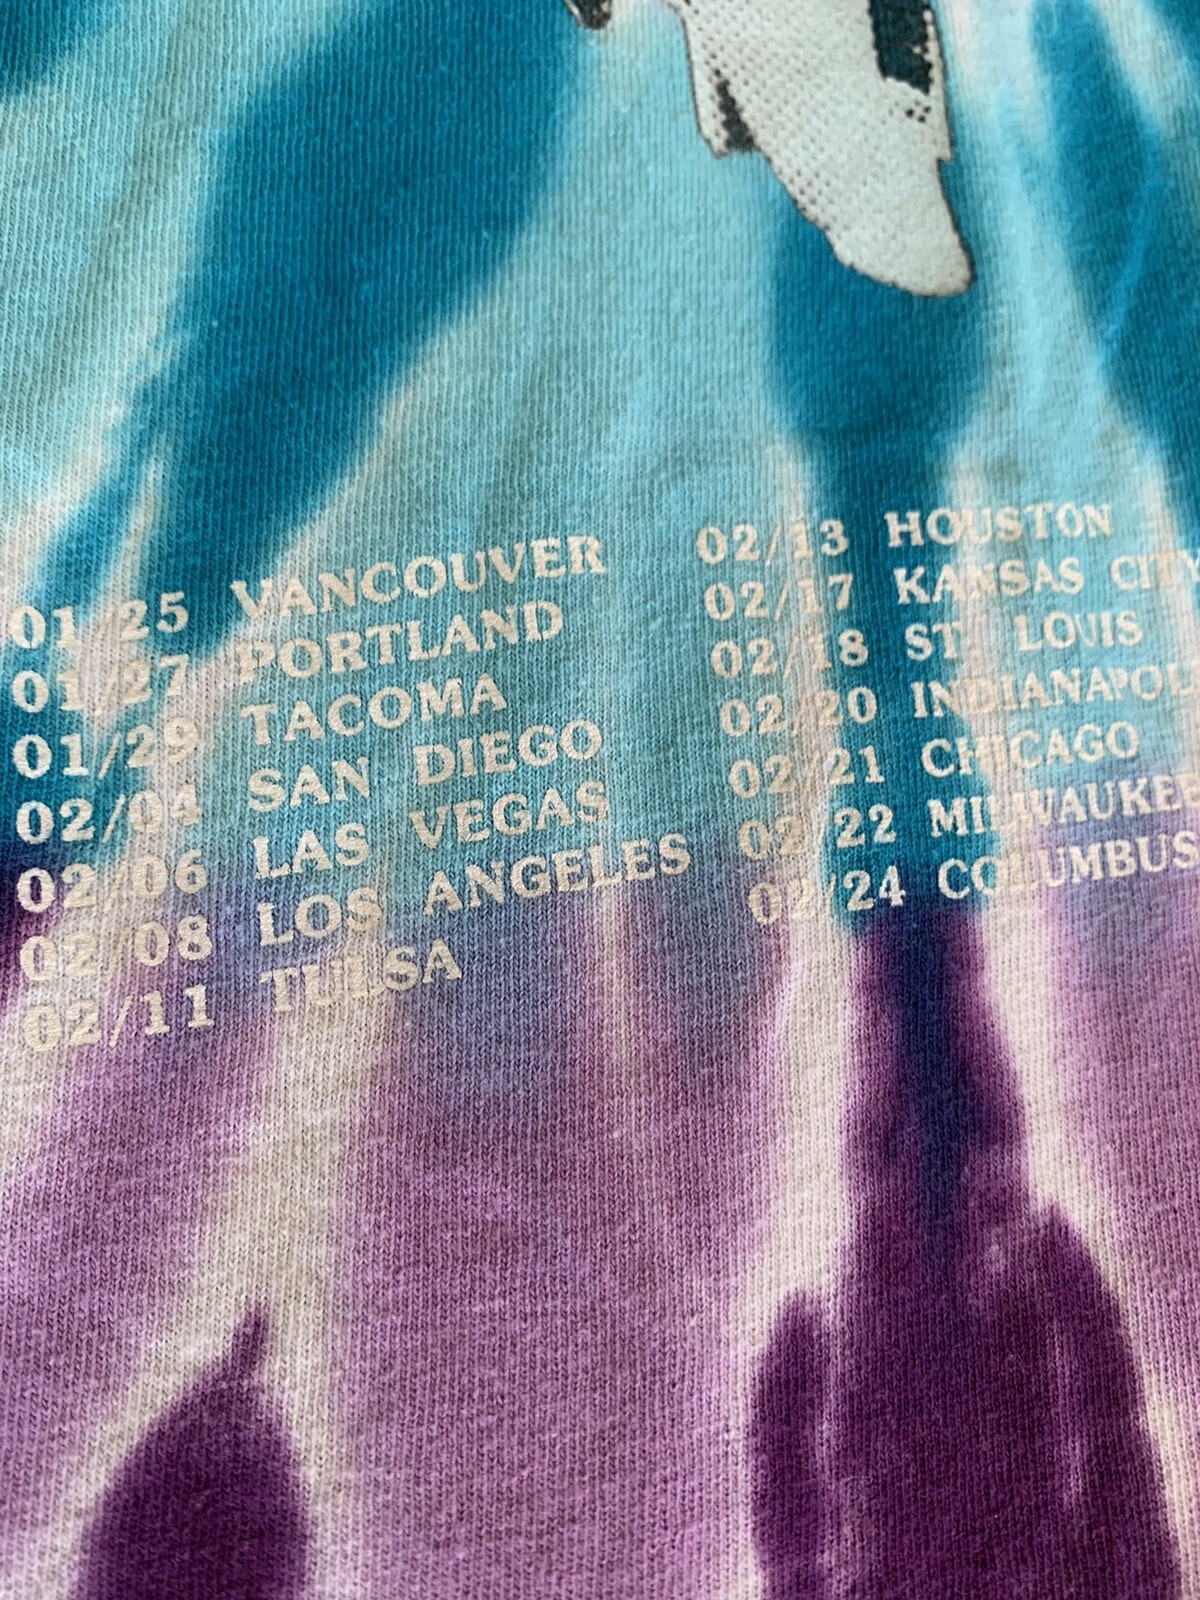 01/25 VANCOUVER
01/27 PORTLAND
01/29 TACOMA
02/04 SAN DIEGO
02/06 LAS VEGAS
02/08 LOS ANGELES
02/11 TULSA
02/13 HOUSTON
02/17 KANSAS CITY
02/18 ST. LOUIS
02/20 INDIANAPOL
02/21 CHICAGO
02/22 MILWAUKEE
02/24 COLUMBUS